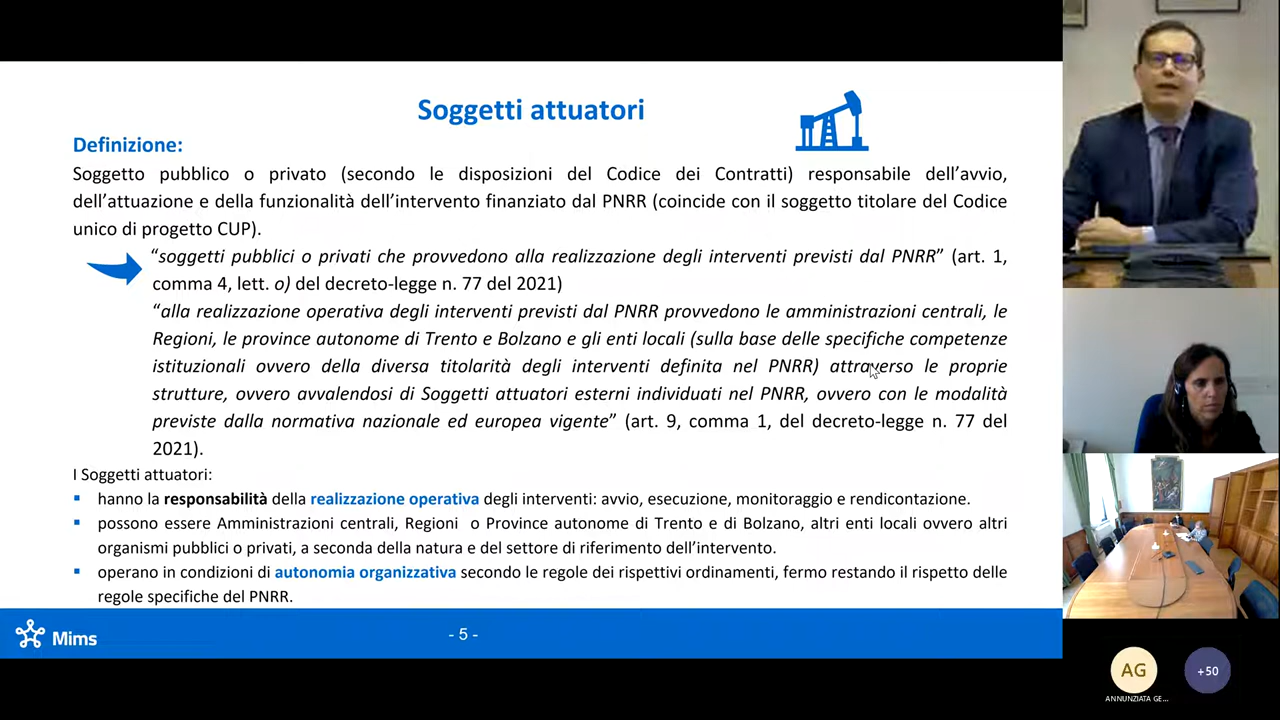 Soggetti attuatori
Definizione:
Soggetto pubblico o privato (secondo le disposizioni del Codice dei Contratti) responsabile dell’avvio,
dell’attuazione e della funzionalità dell’intervento finanziato dal PNRR (coincide con il soggetto titolare del Codice
unico di progetto CUP).
“soggetti pubblici o privati che provvedono alla realizzazione degli interventi previsti dal PNRR” (art. 1,
comma 4, lett. o) del decreto-legge n. 77 del 2021)
“alla realizzazione operativa degli interventi previsti dal PNRR provvedono le amministrazioni centrali, le
Regioni, le province autonome di Trento e Bolzano e gli enti locali (sulla base delle specifiche competenze
istituzionali ovvero della diversa titolarità degli interventi definita nel PNRR) attraverso le proprie
strutture, ovvero avvalendosi di Soggetti attuatori esterni individuati nel PNRR, ovvero con le modalità
previste dalla normativa nazionale ed europea vigente” (art. 9, comma 1, del decreto-legge n. 77 del
2021).
I Soggetti attuatori:
▪ hanno la responsabilità della realizzazione operativa degli interventi: avvio, esecuzione, monitoraggio e rendicontazione.
▪ possono essere Amministrazioni centrali, Regioni o Province autonome di Trento e di Bolzano, altri enti locali ovvero altri
organismi pubblici o privati, a seconda della natura e del settore di riferimento dell’intervento.
▪ operano in condizioni di autonomia organizzativa secondo le regole dei rispettivi ordinamenti, fermo restando il rispetto delle
regole specifiche del PNRR.
Mims
- 5 -
AG
+50
ANNUNZIATA GE...